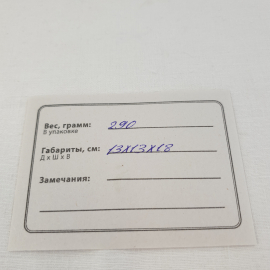 Вес, грамм: 290
В упаковке
Габариты, см: 13х13х18
Д х Ш х В
Замечания: